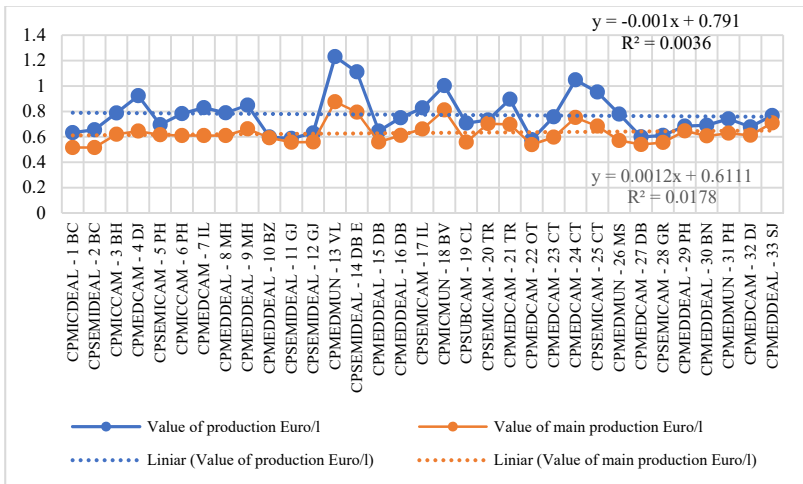 y = -0.001x + 0.791
R² = 0.0036
1.4
1.2
1
0.8
0.6
0.4
0.2
0
y = 0.0012x + 0.6111
R² = 0.0178
CPMICDEAL - 1 BC
CPSEMIDEAL - 2 BC
CPMICCAM - 3 BH
CPMEDCAM - 4 DJ
CPSEMICAM - 5 PH
CPMICCAM - 6 PH
CPMEDCAM - 7 IL
CPMEDDEAL - 8 MH
CPMEDDEAL - 9 MH
CPMEDDEAL - 10 BZ
CPSEMIDEAL - 11 GJ
CPSEMIDEAL - 12 GJ
CPMEDMUN - 13 VL
CPSEMIDEAL - 14 DB E
CPMEDDEAL - 15 DB
CPMEDDEAL - 16 DB
CPSEMICAM - 17 IL
CPMICMUN - 18 BV
CPSUBCAM - 19 CL
CPSEMICAM - 20 TR
CPMEDCAM - 21 TR
CPMEDCAM - 22 OT
CPMEDCAM - 23 CT
CPMEDCAM - 24 CT
CPSEMICAM - 25 CT
CPMEDMUN - 26 MS
CPMEDCAM - 27 DB
CPSEMICAM - 28 GR
CPMEDDEAL - 29 PH
CPMEDDEAL - 30 BN
CPMEDMUN - 31 PH
CPMEDCAM - 32 DJ
CPMEDDEAL - 33 SJ
Value of production Euro/l
Value of main production Euro/l
Liniar (Value of production Euro/l)
Liniar (Value of main production Euro/l)